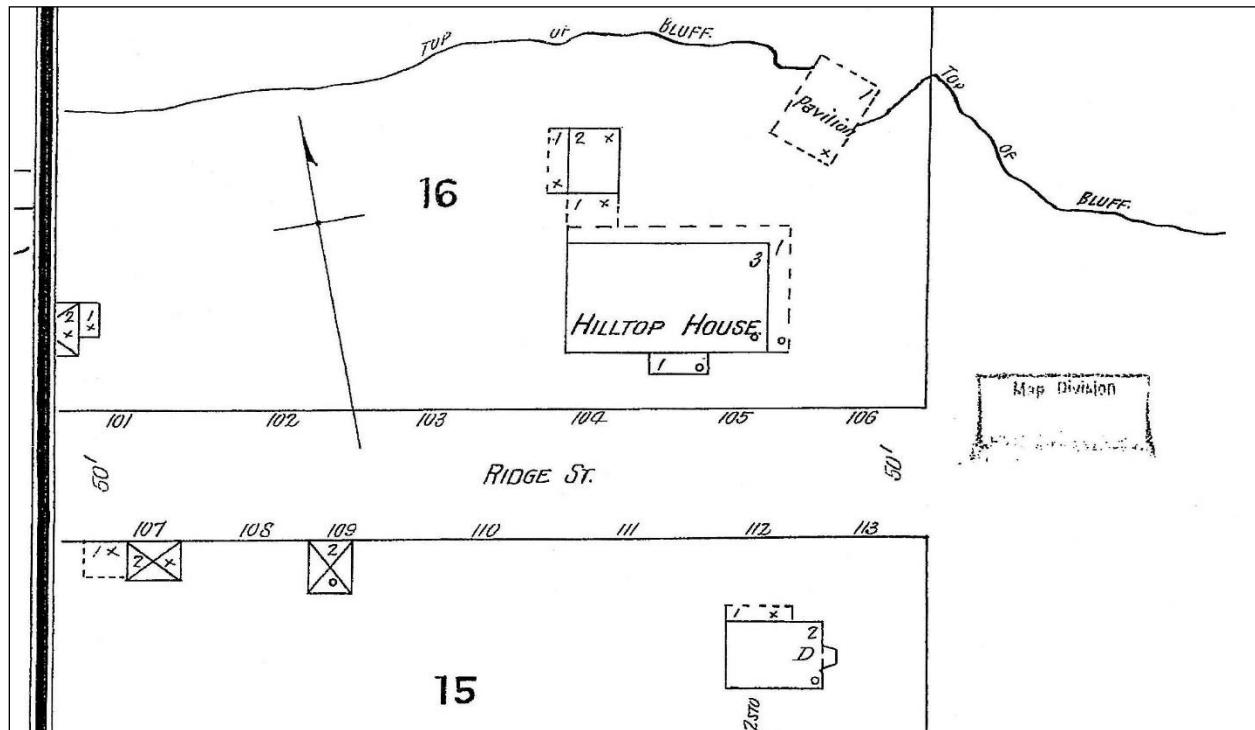 TOP OF BLUFF.
1
Pavilion
x
TOP OF BLUFF.
1 2 x
x
1 x
16
1
3
HILLTOP HOUSE.
2 1
x x
1
101 102 103 104 105 106
50' 50'
RIDGE ST.
107 108 109 110 111 112 113
1 x 2 x
2
1 x
2
D
15
2 STO
Map Division